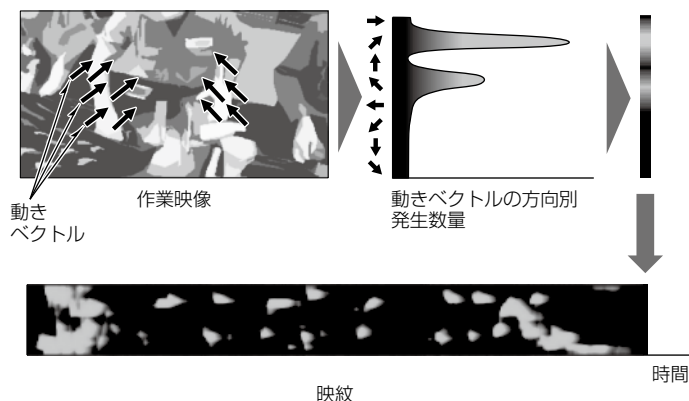 作業映像
動き
ベクトル
動きベクトルの方向別
発生数量
時間
映紋